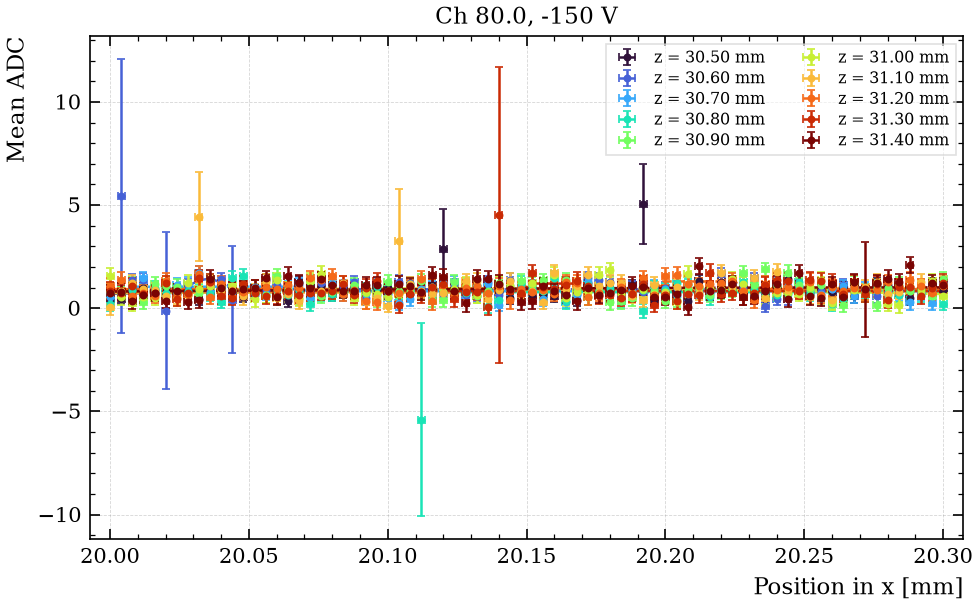 Ch 80.0, -150 V
Mean ADC
z = 30.50 mm
z = 30.60 mm
z = 30.70 mm
z = 30.80 mm
z = 30.90 mm
z = 31.00 mm
z = 31.10 mm
z = 31.20 mm
z = 31.30 mm
z = 31.40 mm
10
5
0
−5
−10
20.00 20.05 20.10 20.15 20.20 20.25 20.30
Position in x [mm]